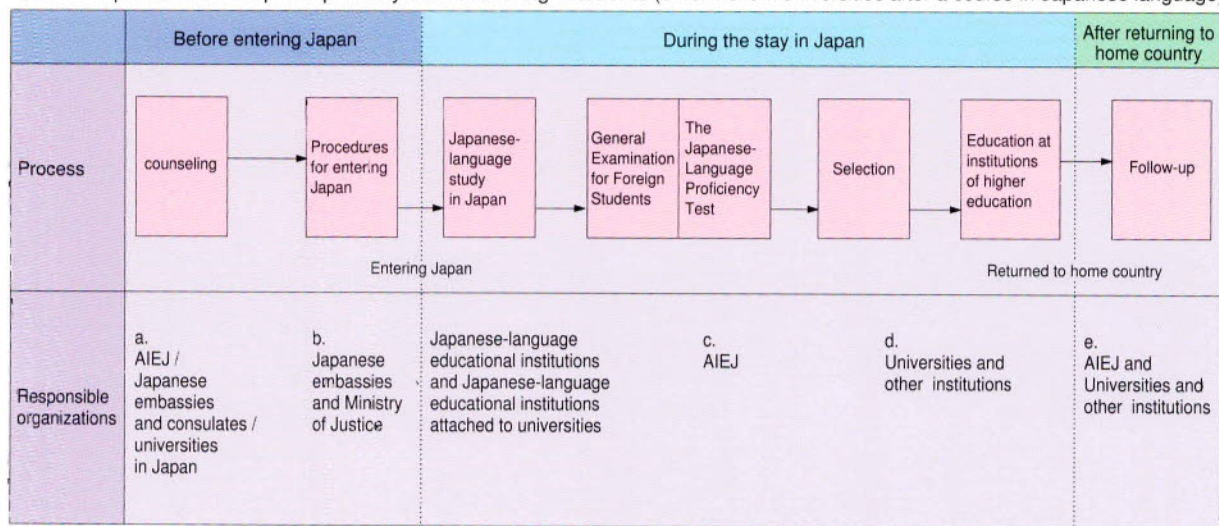 Before entering Japan
During the stay in Japan
After returning to
home country
Process
counseling
Procedures
for entering
Japan
Japanese-
language
study
in Japan
General
Examination
for Foreign
Students
The
Japanese-
Language
Proficiency
Test
Selection
Education at
institutions
of higher
education
Follow-up
Entering Japan
Returned to home country
Responsible
organizations
a.
AIEJ /
Japanese
embassies
and consulates /
universities
in Japan
b.
Japanese
embassies
and Ministry
of Justice
Japanese-language
educational institutions
and Japanese-language
educational institutions
attached to universities
c.
AIEJ
d.
Universities and
other institutions
e.
AIEJ and
Universities and
other institutions